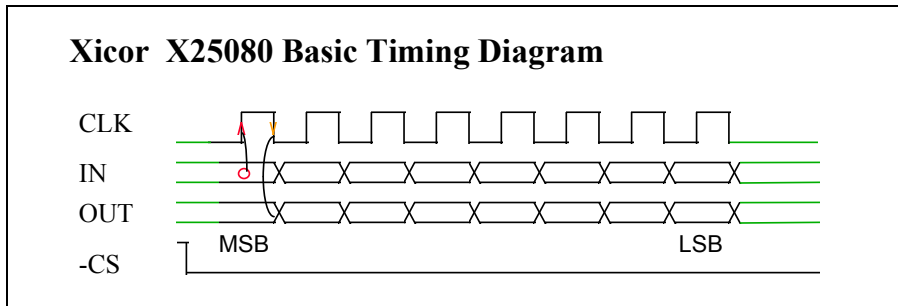 Xicor X25080 Basic Timing Diagram
CLK
IN
OUT
MSB LSB
-CS